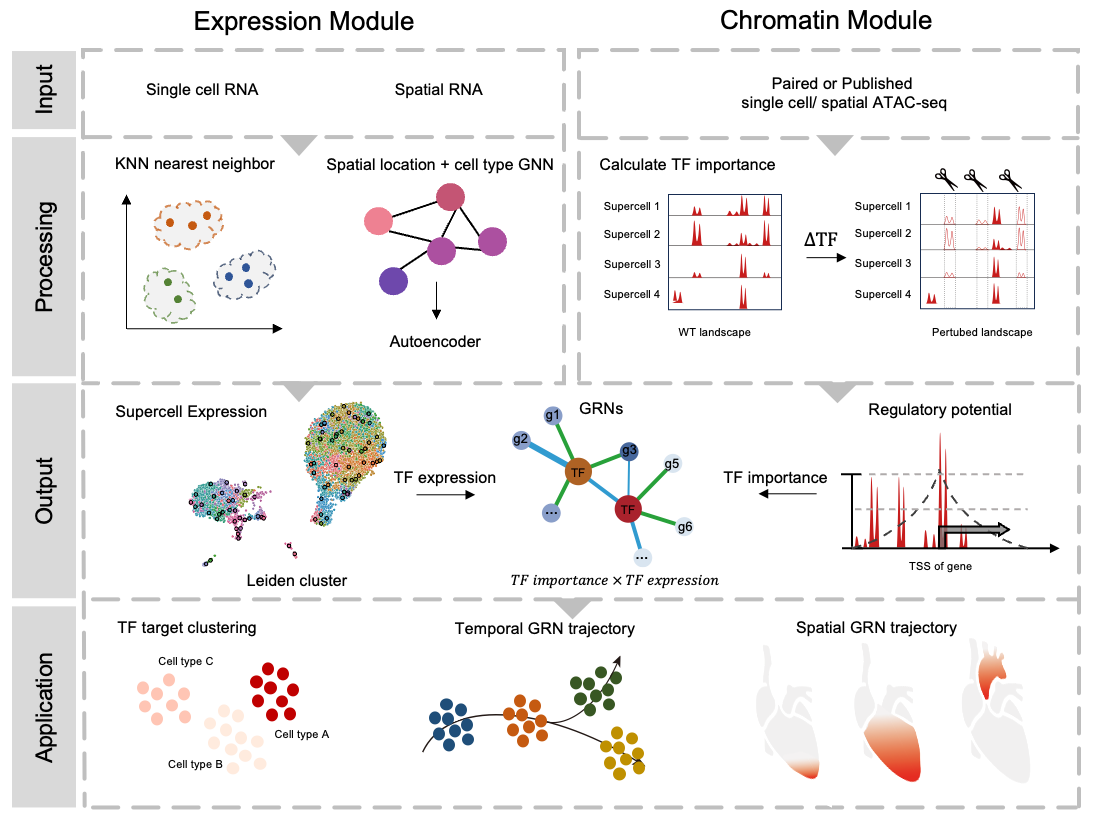 Expression Module
Chromatin Module
Input
Single cell RNA
Spatial RNA
Paired or Published
single cell/ spatial ATAC-seq
Processing
KNN nearest neighbor
Spatial location + cell type GNN
Autoencoder
Calculate TF importance
Supercell 1
Supercell 2
Supercell 3
Supercell 4
WT landscape
ΔTF
Supercell 1
Supercell 2
Supercell 3
Supercell 4
Pertubed landscape
Output
Supercell Expression
Leiden cluster
TF expression
GRNs
g1
g2
g3
g5
TF
TF
...
g6
...
TF importance × TF expression
TF importance
Regulatory potential
TSS of gene
Application
TF target clustering
Cell type C
Cell type A
Cell type B
Temporal GRN trajectory
Spatial GRN trajectory